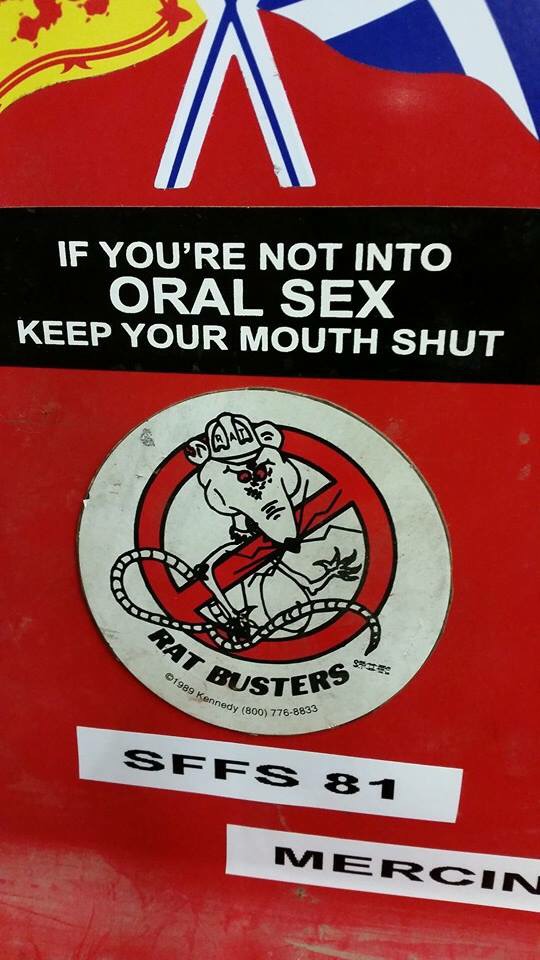 IF YOU'RE NOT INTO
ORAL SEX
KEEP YOUR MOUTH SHUT
RAT
RAT BUSTERS
©1989 Kennedy (800) 776-8833
SFFS 81
MERCIN